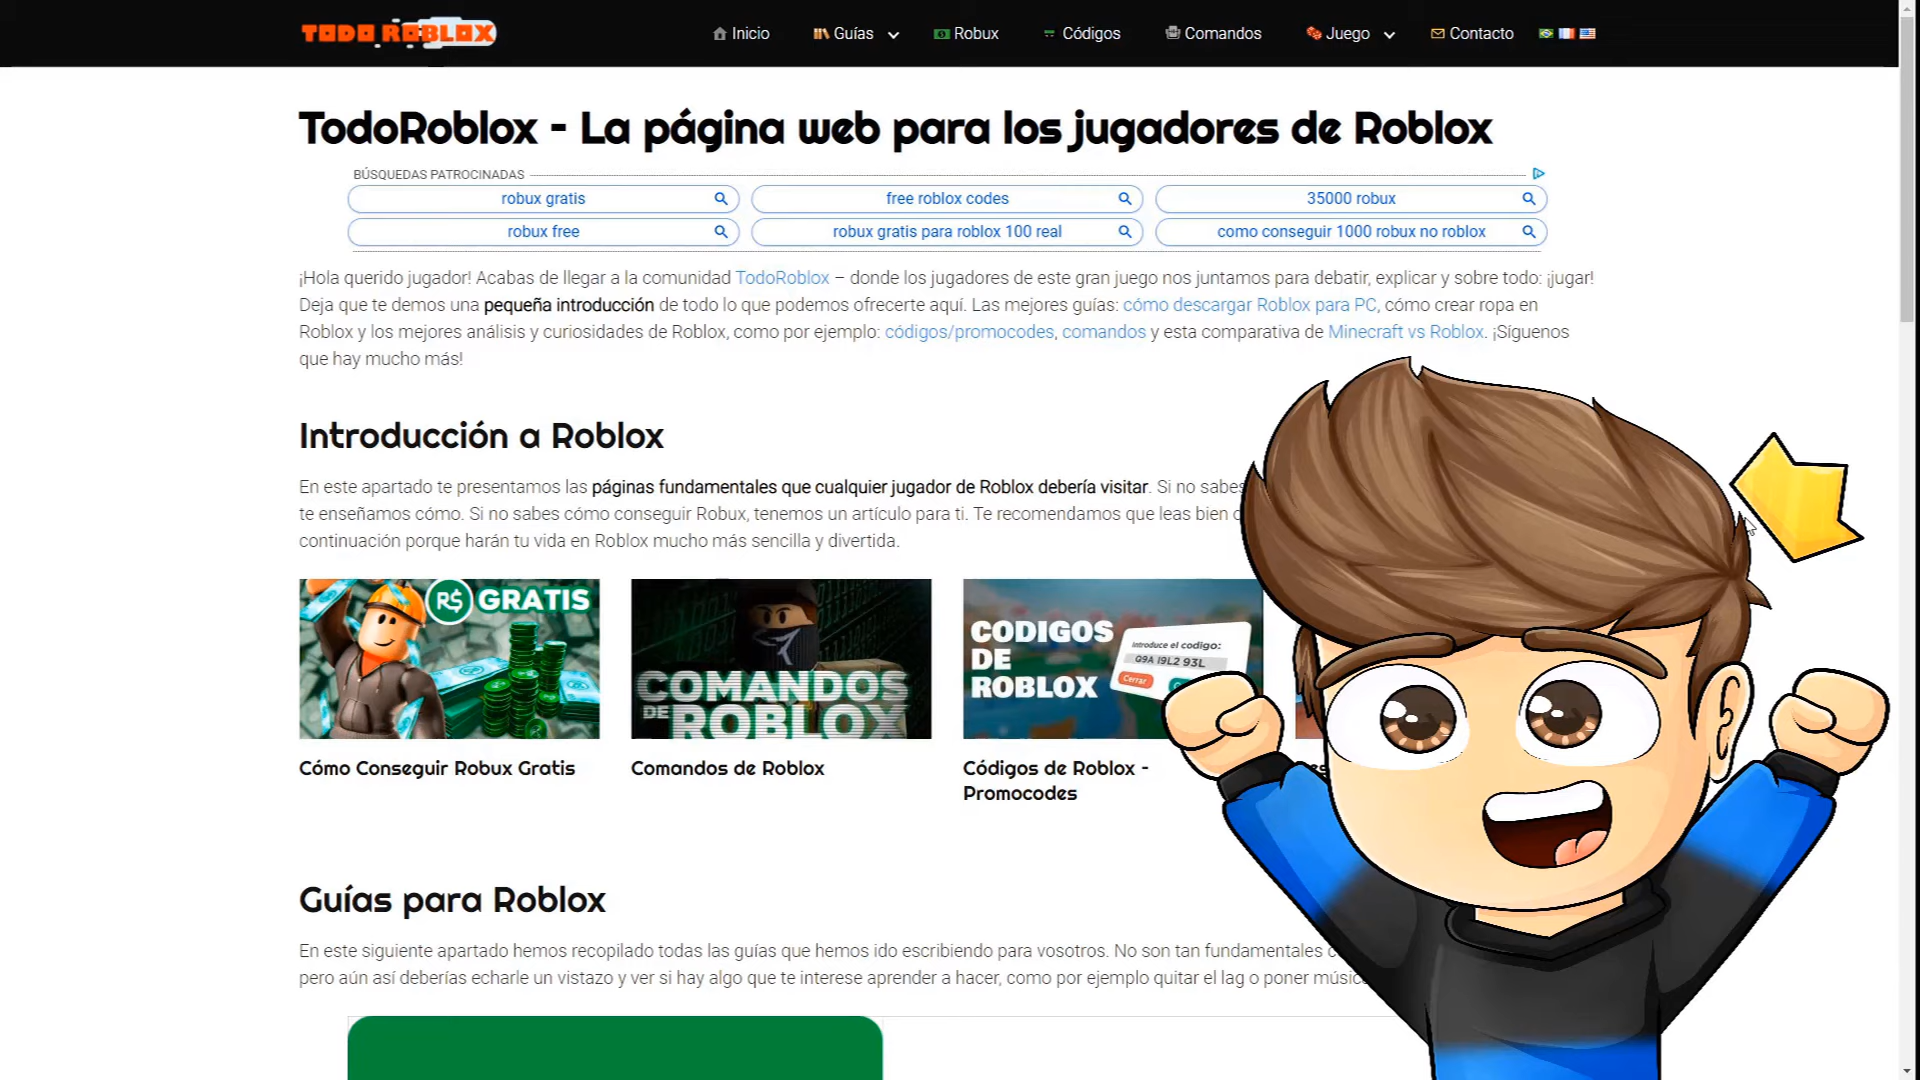 TODO ROBLOX
Inicio
Guías
Robux
Códigos
Comandos
Juego
Contacto
TodoRoblox - La página web para los jugadores de Roblox
BÚSQUEDAS PATROCINADAS
robux gratis
free roblox codes
35000 robux
robux free
robux gratis para roblox 100 real
como conseguir 1000 robux no roblox
¡Hola querido jugador! Acabas de llegar a la comunidad TodoRoblox – donde los jugadores de este gran juego nos juntamos para debatir, explicar y sobre todo: ¡jugar!
Deja que te demos una pequeña introducción de todo lo que podemos ofrecerte aquí. Las mejores guías: cómo descargar Roblox para PC, cómo crear ropa en
Roblox y los mejores análisis y curiosidades de Roblox, como por ejemplo: códigos/promocodes, comandos y esta comparativa de Minecraft vs Roblox. ¡Síguenos
que hay mucho más!
Introducción a Roblox
En este apartado te presentamos las páginas fundamentales que cualquier jugador de Roblox debería visitar. Si no sabes
te enseñamos cómo. Si no sabes cómo conseguir Robux, tenemos un artículo para ti. Te recomendamos que leas bien
continuación porque harán tu vida en Roblox mucho más sencilla y divertida.
R$ GRATIS
COMANDOS
DE ROBLOX
CODIGOS
DE
ROBLOX
Introduce el codigo:
Q9A I9L2 93L
Cerrar
Cómo Conseguir Robux Gratis
Comandos de Roblox
Códigos de Roblox -
Promocodes
Guías para Roblox
En este siguiente apartado hemos recopilado todas las guías que hemos ido escribiendo para vosotros. No son tan fundamentales
pero aún así deberías echarle un vistazo y ver si hay algo que te interese aprender a hacer, como por ejemplo quitar el lag o poner